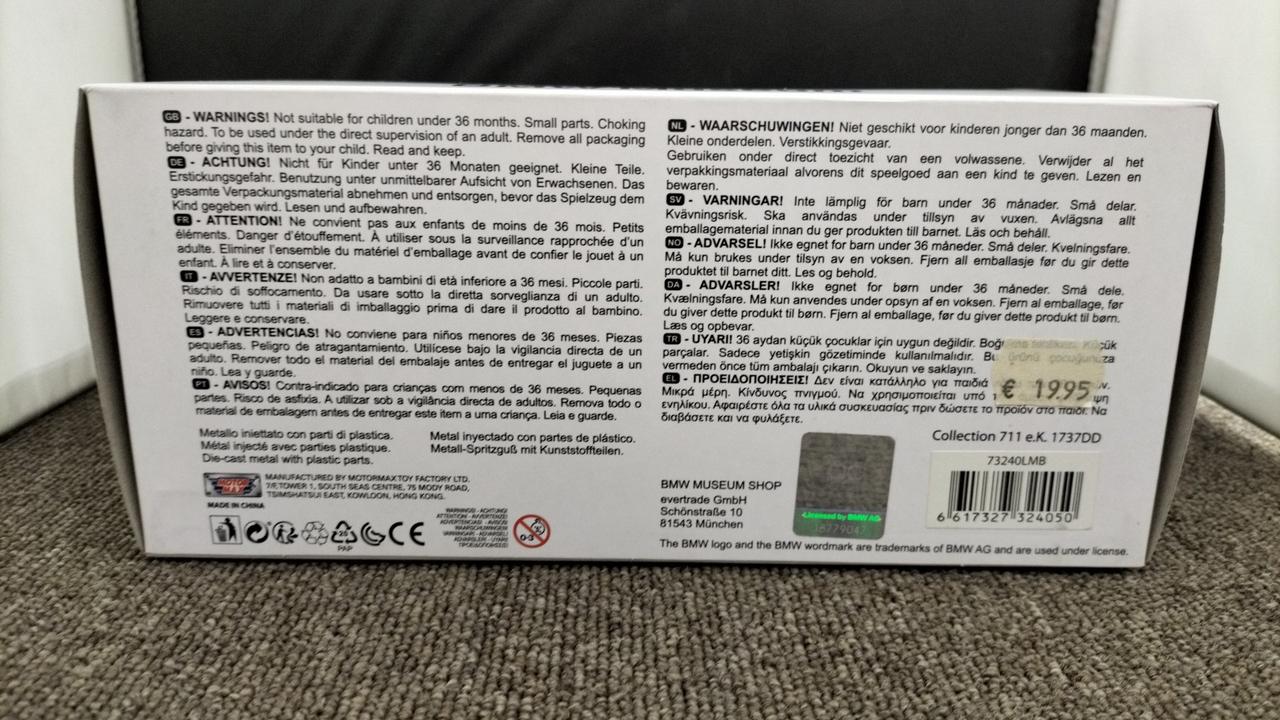 GB - WARNINGS! Not suitable for children under 36 months. Small parts. Choking
hazard. To be used under the direct supervision of an adult. Remove all packaging
before giving this item to your child. Read and keep.
DE - ACHTUNG! Nicht für Kinder unter 36 Monaten geeignet. Kleine Teile.
Erstickungsgefahr. Benutzung unter unmittelbarer Aufsicht von Erwachsenen. Das
gesamte Verpackungsmaterial abnehmen und entsorgen, bevor das Spielzeug dem
Kind gegeben wird. Lesen und aufbewahren.
FR - ATTENTION! Ne convient pas aux enfants de moins de 36 mois. Petits
éléments. Danger d'étouffement. À utiliser sous la surveillance rapprochée d'un
adulte. Eliminer l'ensemble du matériel d'emballage avant de confier le jouet à un
enfant. À lire et à conserver.
IT - AVVERTENZE! Non adatto a bambini di età inferiore a 36 mesi. Piccole parti.
Rischio di soffocamento. Da usare sotto la diretta sorveglianza di un adulto.
Rimuovere tutti i materiali di imballaggio prima di dare il prodotto al bambino.
Leggere e conservare.
ES - ADVERTENCIAS! No conviene para niños menores de 36 meses. Piezas
pequeñas. Peligro de atragantamiento. Utilícese bajo la vigilancia directa de un
adulto. Remover todo el material del embalaje antes de entregar el juguete a un
niño. Lea y guarde.
PT - AVISOS! Contra-indicado para crianças com menos de 36 meses. Pequenas
partes. Risco de asfixia. A utilizar sob a vigilância directa de adultos. Remova todo o
material de embalagem antes de entregar este item a uma criança. Leia e guarde.
Metallo iniettato con parti di plastica.
Métal injecté avec parties plastique.
Die-cast metal with plastic parts.
Metal inyectado con partes de plástico.
Metall-Spritzguß mit Kunststoffteilen.
MOTOR MAX
MANUFACTURED BY MOTORMAX TOY FACTORY LTD.
7/F, TOWER 1, SOUTH SEAS CENTRE, 75 MODY ROAD,
TSIMSHATSUI EAST, KOWLOON, HONG KONG.
MADE IN CHINA
20
PAP
CE
WARNINGS! - ACHTUNG!
ATTENTION - AVVERTENZE!
ADVERTENCIAS! - AVISOS!
WAARSCHUWINGEN!
VARNINGAR! - ADVARSEL!
ADVARSLER! - UYARI!
ΠΡΟΕΙΔΟΠΟΙΗΣΕΙΣ!
0-3
NL - WAARSCHUWINGEN! Niet geschikt voor kinderen jonger dan 36 maanden.
Kleine onderdelen. Verstikkingsgevaar.
Gebruiken onder direct toezicht van een volwassene. Verwijder al het
verpakkingsmateriaal alvorens dit speelgoed aan een kind te geven. Lezen en
bewaren.
SV - VARNINGAR! Inte lämplig för barn under 36 månader. Små delar.
Kvävningsrisk. Ska användas under tillsyn av vuxen. Avlägsna allt
emballagematerial innan du ger produkten till barnet. Läs och behåll.
NO - ADVARSEL! Ikke egnet for barn under 36 måneder. Små deler. Kvelningsfare.
Må kun brukes under tilsyn av en voksen. Fjern all emballasje før du gir dette
produktet til barnet ditt. Les og behold.
DA - ADVARSLER! Ikke egnet for børn under 36 måneder. Små dele.
Kvælningsfare. Må kun anvendes under opsyn af en voksen. Fjern al emballage, før
du giver dette produkt til børn. Fjern al emballage, før du giver dette produkt til børn.
Læs og opbevar.
TR - UYARI! 36 aydan küçük çocuklar için uygun değildir. Küçük
parçalar. Sadece yetişkin gözetiminde kullanılmalıdır. Bu ürünü
vermeden önce tüm ambalajı çıkarın. Okuyun ve saklayın.
EL - ΠΡΟΕΙΔΟΠΟΙΗΣΕΙΣ! Δεν είναι κατάλληλο για παιδιά
Μικρά μέρη. Κίνδυνος πνιγμού. Να χρησιμοποιείται υπό
ενηλίκου. Αφαιρέστε όλα τα υλικά συσκευασίας πριν δώσετε το προϊόν στο παιδί. Να
διαβάσετε και να φυλάξετε.
€ 19.95
Collection 711 e.K. 1737DD
73240LMB
6 617327 324050
BMW MUSEUM SHOP
evertrade GmbH
Schönstraße 10
81543 München
Licensed by BMW AG
The BMW logo and the BMW wordmark are trademarks of BMW AG and are used under license.